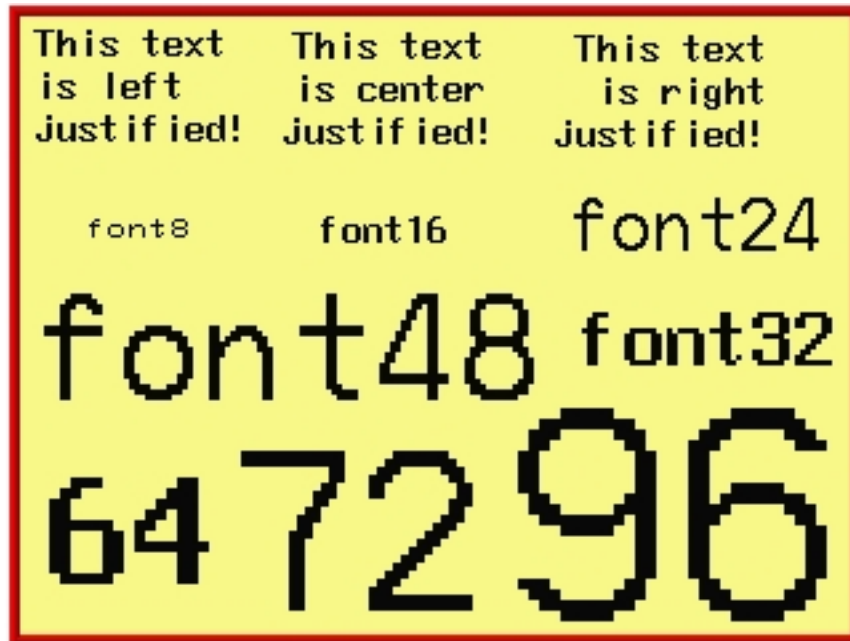 This text
is left
justified!
This text
is center
justified!
This text
is right
justified!
font8
font16
font24
font48
font32
64
72
96